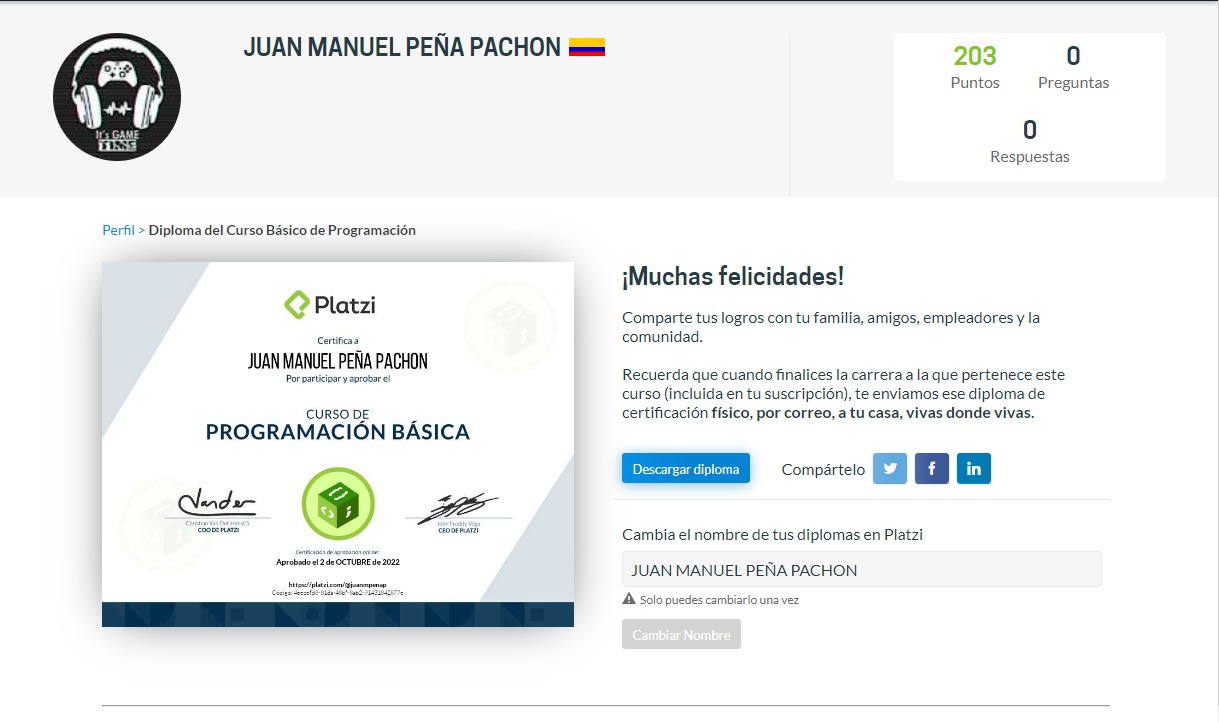 JUAN MANUEL PEÑA PACHON
203
Puntos
0
Preguntas
0
Respuestas
It's GAME
Perfil > Diploma del Curso Básico de Programación
Platzi
Certifica a
JUAN MANUEL PEÑA PACHON
Por participar y aprobar el
CURSO DE
PROGRAMACIÓN BÁSICA
Christian Van Der Henst S.
COO DE PLATZI
John Freddy Vega
CEO DE PLATZI
Certificación de aprobación online:
Aprobado el 2 de OCTUBRE de 2022
https://platzi.com/@juanmpenap
Código:
¡Muchas felicidades!
Comparte tus logros con tu familia, amigos, empleadores y la
comunidad.
Recuerda que cuando finalices la carrera a la que pertenece este
curso (incluida en tu suscripción), te enviamos ese diploma de
certificación físico, por correo, a tu casa, vivas donde vivas.
Descargar diploma
Compártelo
Cambia el nombre de tus diplomas en Platzi
JUAN MANUEL PEÑA PACHON
Solo puedes cambiarlo una vez
Cambiar Nombre